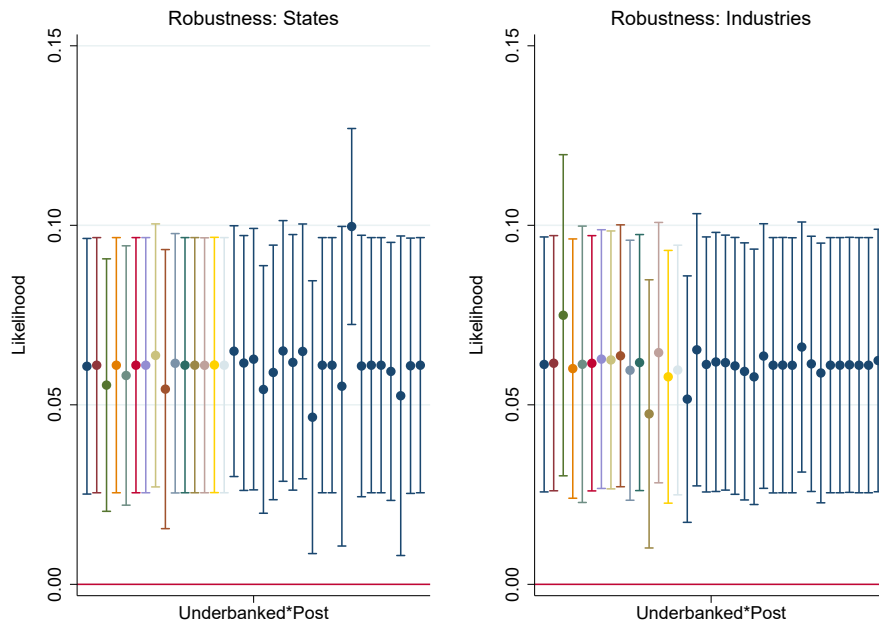 Robustness: States
Likelihood
0.15
0.10
0.05
0.00
Underbanked*Post
Robustness: Industries
Likelihood
0.15
0.10
0.05
0.00
Underbanked*Post